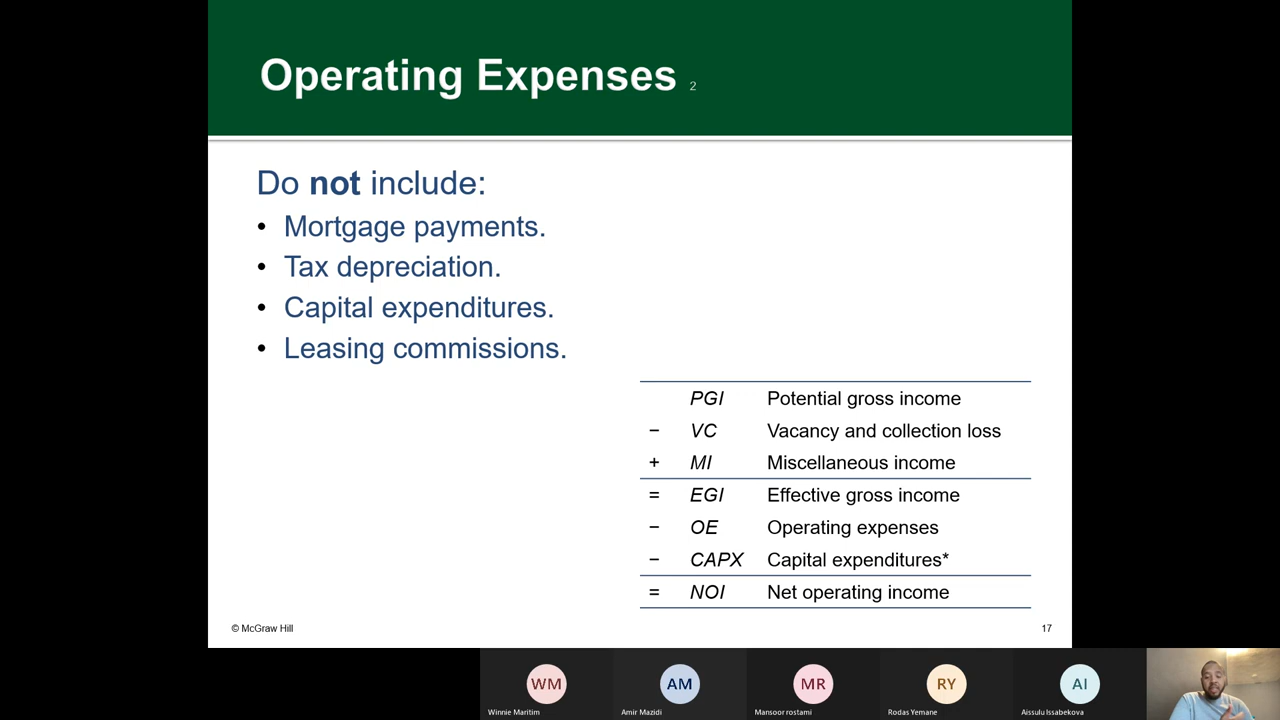 Operating Expenses 2
Do not include:
• Mortgage payments.
• Tax depreciation.
• Capital expenditures.
• Leasing commissions.
PGI Potential gross income
− VC Vacancy and collection loss
+ MI Miscellaneous income
= EGI Effective gross income
− OE Operating expenses
− CAPX Capital expenditures*
= NOI Net operating income
© McGraw Hill
17
WM
AM
MR
RY
AI
Winnie Maritim
Amir Mazidi
Mansoor rostami
Rodas Yemane
Aissulu Issabekova